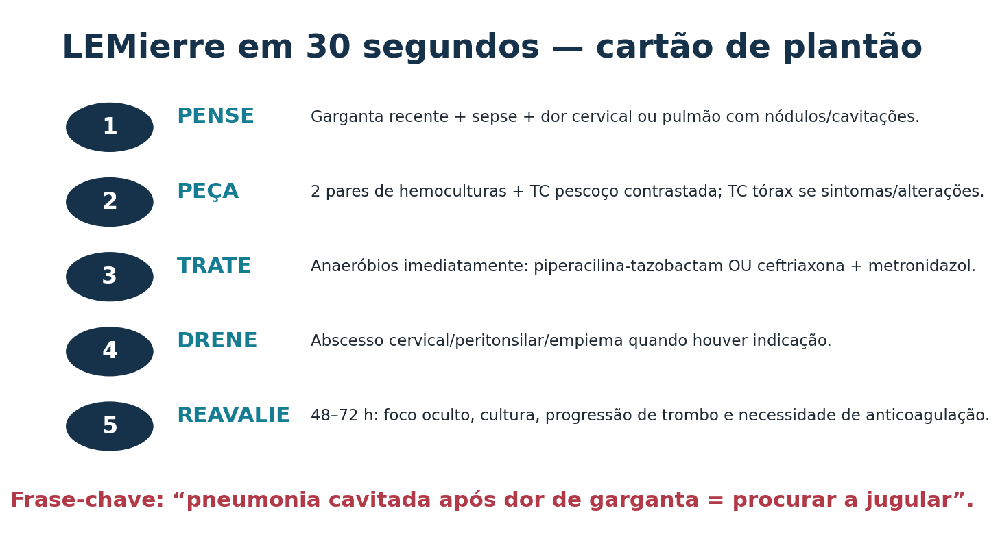 LEMierre em 30 segundos — cartão de plantão
1 PENSE Garganta recente + sepse + dor cervical ou pulmão com nódulos/cavitações.
2 PEÇA 2 pares de hemoculturas + TC pescoço contrastada; TC tórax se sintomas/alterações.
3 TRATE Anaeróbios imediatamente: piperacilina-tazobactam OU ceftriaxona + metronidazol.
4 DRENE Abscesso cervical/peritonsilar/empiema quando houver indicação.
5 REAVALIE 48–72 h: foco oculto, cultura, progressão de trombo e necessidade de anticoagulação.
Frase-chave: “pneumonia cavitada após dor de garganta = procurar a jugular”.